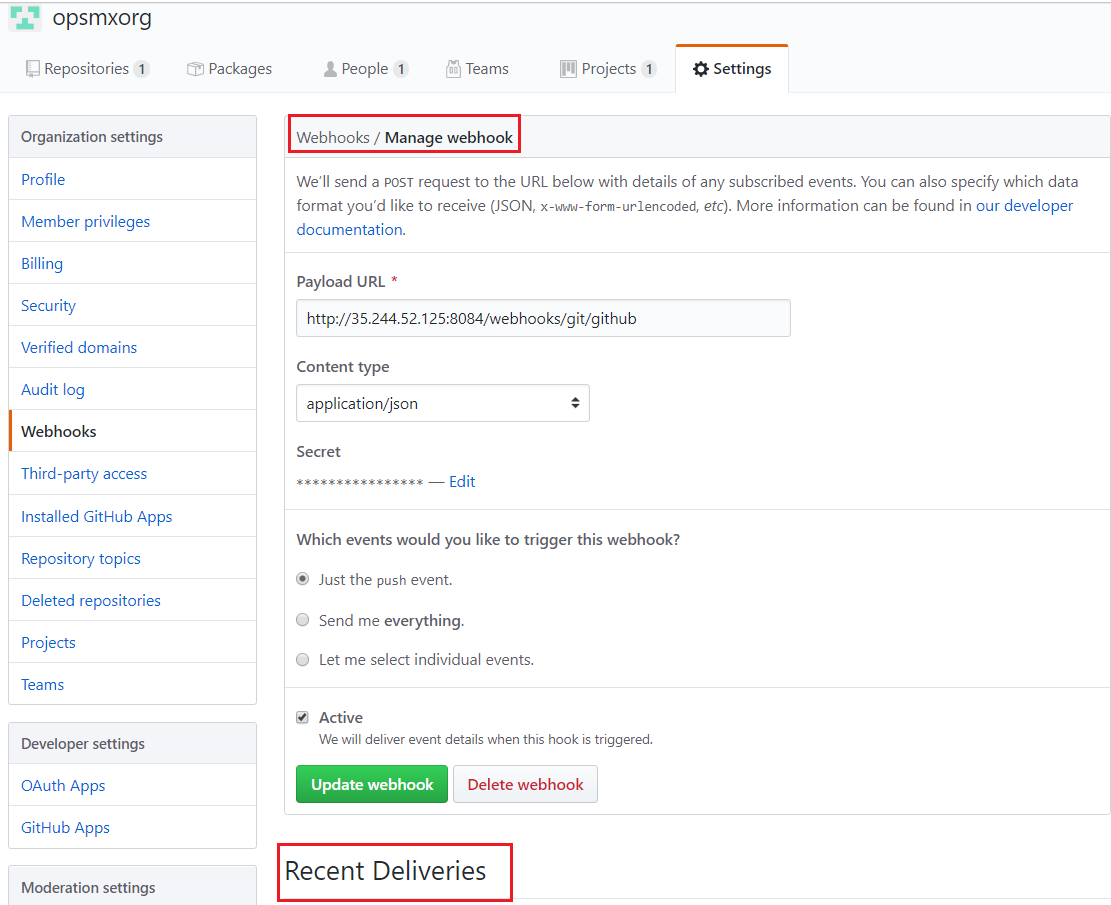 opsmxorg
Repositories 1 Packages People 1 Teams Projects 1 Settings
Organization settings
Profile
Member privileges
Billing
Security
Verified domains
Audit log
Webhooks
Third-party access
Installed GitHub Apps
Repository topics
Deleted repositories
Projects
Teams
Developer settings
OAuth Apps
GitHub Apps
Moderation settings
Webhooks / Manage webhook
We’ll send a POST request to the URL below with details of any subscribed events. You can also specify which data
format you’d like to receive (JSON, x-www-form-urlencoded, etc). More information can be found in our developer
documentation.
Payload URL *
http://35.244.52.125:8084/webhooks/git/github
Content type
application/json
Secret
**************** — Edit
Which events would you like to trigger this webhook?
Just the push event.
Send me everything.
Let me select individual events.
Active
We will deliver event details when this hook is triggered.
Update webhook Delete webhook
Recent Deliveries